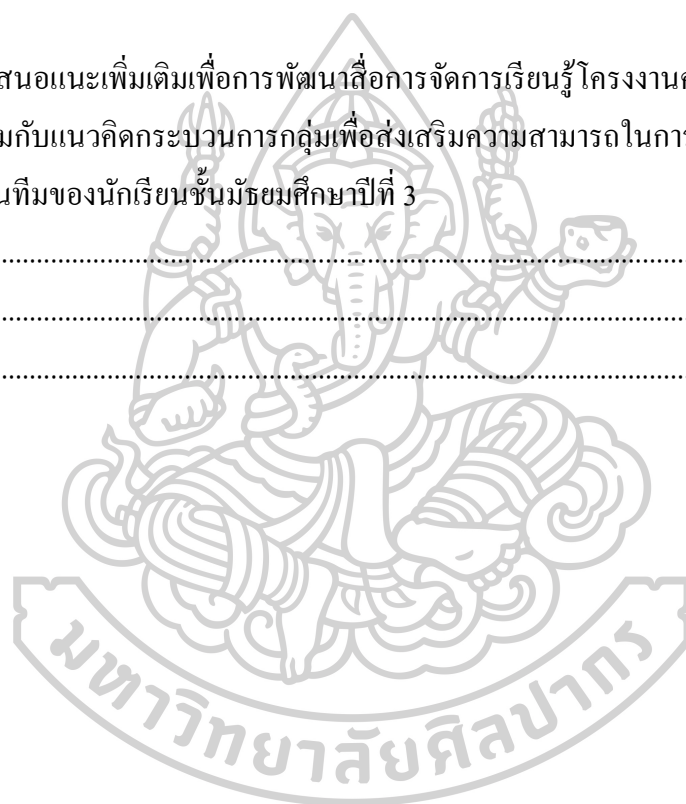 สนอแนะเพิ่มเติมเพื่อการพัฒนาสื่อการจัดการเรียนรู้โครงงาน
มกับแนวคิดกระบวนการกลุ่มเพื่อส่งเสริมความสามารถในการ
นทีมของนักเรียนชั้นมัธยมศึกษาปีที่ 3
................................................................................
................................................................................
................................................................................
มหาวิทยาลัยศิลปากร